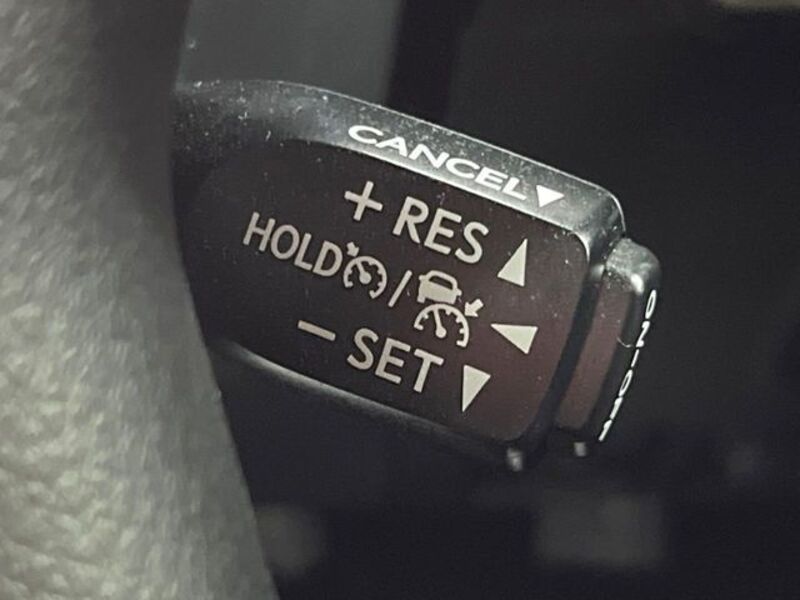 CANCEL ▼
+ RES ▲
HOLD / ◀
− SET ▼
ON-OFF